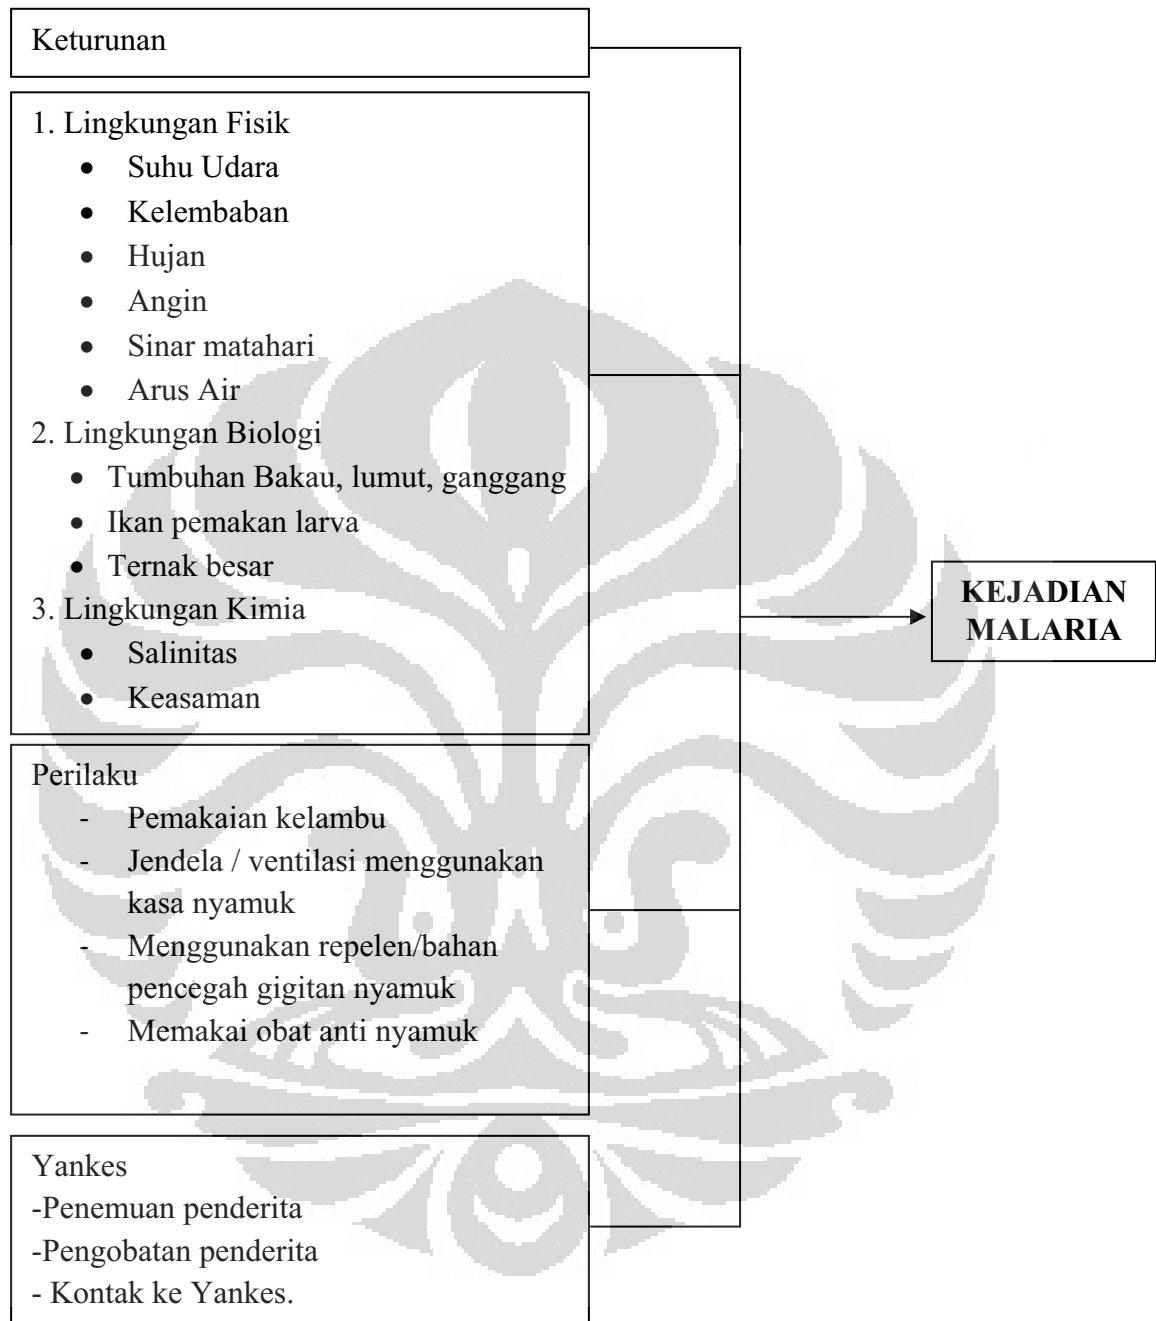 Keturunan
1. Lingkungan Fisik
• Suhu Udara
• Kelembaban
• Hujan
• Angin
• Sinar matahari
• Arus Air
2. Lingkungan Biologi
• Tumbuhan Bakau, lumut, ganggang
• Ikan pemakan larva
• Ternak besar
3. Lingkungan Kimia
• Salinitas
• Keasaman
Perilaku
- Pemakaian kelambu
- Jendela / ventilasi menggunakan
kasa nyamuk
- Menggunakan repelen/bahan
pencegah gigitan nyamuk
- Memakai obat anti nyamuk
Yankes
-Penemuan penderita
-Pengobatan penderita
- Kontak ke Yankes.
KEJADIAN
MALARIA